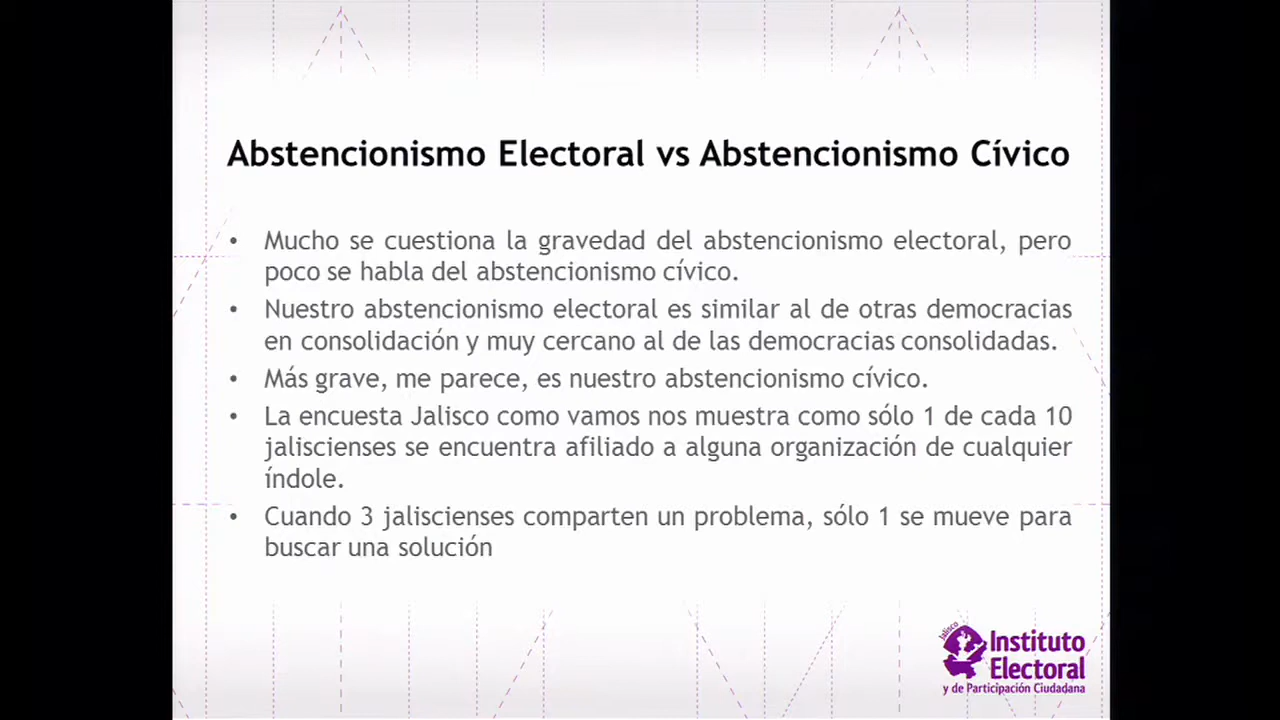 Abstencionismo Electoral vs Abstencionismo Cívico
• Mucho se cuestiona la gravedad del abstencionismo electoral, pero
poco se habla del abstencionismo cívico.
• Nuestro abstencionismo electoral es similar al de otras democracias
en consolidación y muy cercano al de las democracias consolidadas.
• Más grave, me parece, es nuestro abstencionismo cívico.
• La encuesta Jalisco como vamos nos muestra como sólo 1 de cada 10
jaliscienses se encuentra afiliado a alguna organización de cualquier
índole.
• Cuando 3 jaliscienses comparten un problema, sólo 1 se mueve para
buscar una solución
Jalisco
Instituto
Electoral
y de Participación Ciudadana